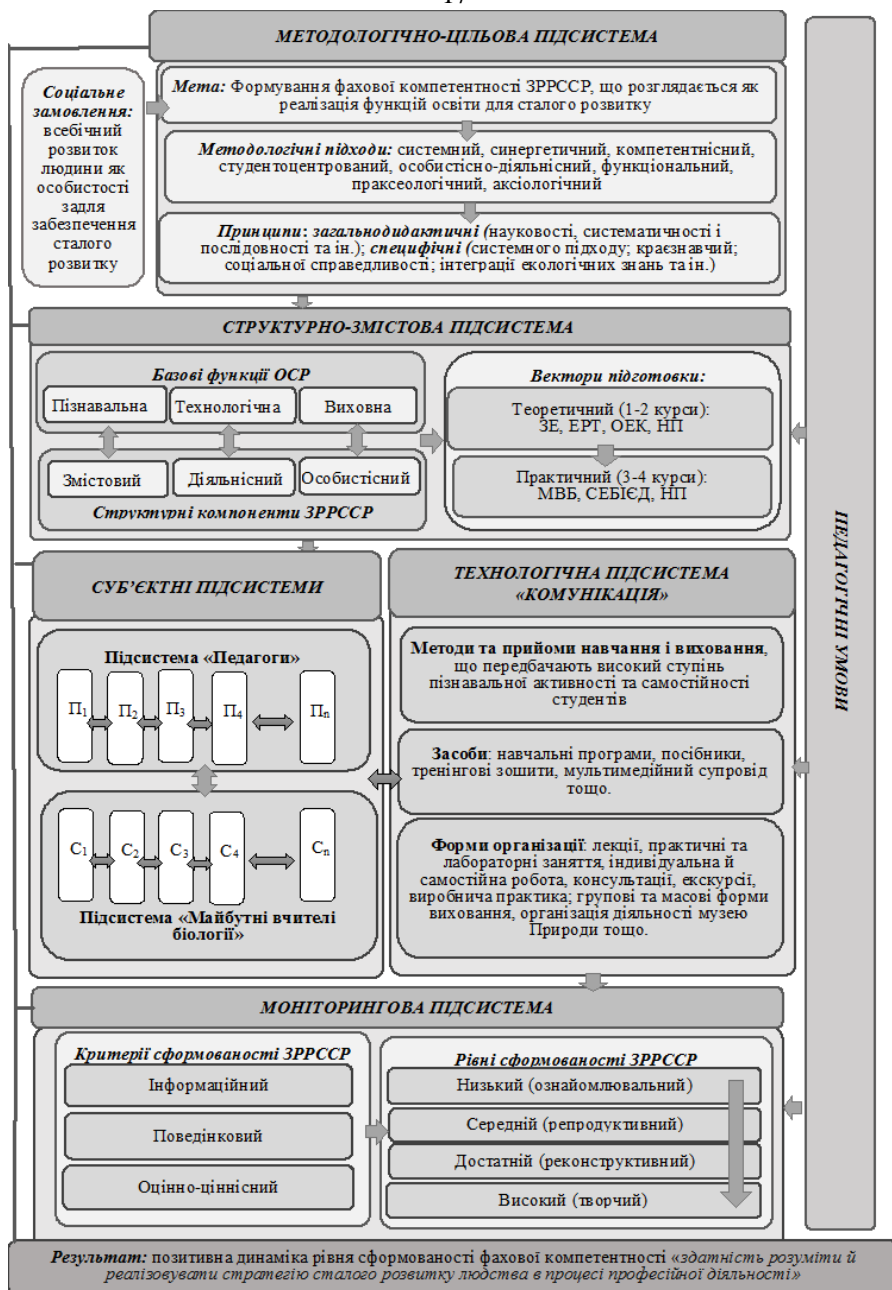 МЕТОДОЛОГІЧНО-ЦІЛЬОВА ПІДСИСТЕМА
Соціальне
замовлення:
всебічний
розвиток
людини як
особистості
задля
забезпечення
сталого
розвитку
Мета: Формування фахової компетентності ЗРРССР, що розглядається як
реалізація функцій освіти для сталого розвитку
Методологічні підходи: системний, синергетичний, компетентнісний,
студентоцентрований, особистісно-діяльнісний, функціональний,
праксеологічний, аксіологічний
Принципи: загальнодидактичні (науковості, систематичності і
послідовності та ін.); специфічні (системного підходу; краєзнавчий;
соціальної справедливості; інтеграції екологічних знань та ін.)
СТРУКТУРНО-ЗМІСТОВА ПІДСИСТЕМА
Базові функції ОСР
Пізнавальна
Технологічна
Виховна
Змістовий
Діяльнісний
Особистісний
Структурні компоненти ЗРРССР
Вектори підготовки:
Теоретичний (1-2 курси):
ЗЕ, ЕРТ, ОЕК, НП
Практичний (3-4 курси):
МВБ, СЕБІЄД, НП
СУБ’ЄКТНІ ПІДСИСТЕМИ
Підсистема «Педагоги»
П1
П2
П3
П4
Пn
С1
С2
С3
С4
Сn
Підсистема «Майбутні вчителі
біології»
ТЕХНОЛОГІЧНА ПІДСИСТЕМА
«КОМУНІКАЦІЯ»
Методи та прийоми навчання і виховання,
що передбачають високий ступінь
пізнавальної активності та самостійності
студентів
Засоби: навчальні програми, посібники,
тренінгові зошити, мультимедійний супровід
тощо.
Форми організації: лекції, практичні та
лабораторні заняття, індивідуальна й
самостійна робота, консультації, екскурсії,
виробнича практика; групові та масові форми
виховання, організація діяльності музею
Природи тощо.
МОНІТОРИНГОВА ПІДСИСТЕМА
Критерії сформованості ЗРРССР
Інформаційний
Поведінковий
Оцінно-ціннісний
Рівні сформованості ЗРРССР
Низький (ознайомлювальний)
Середній (репродуктивний)
Достатній (реконструктивний)
Високий (творчий)
ПЕДАГОГІЧНІ УМОВИ
Результат: позитивна динаміка рівня сформованості фахової компетентності «здатність розуміти й
реалізовувати стратегію сталого розвитку людства в процесі професійної діяльності»